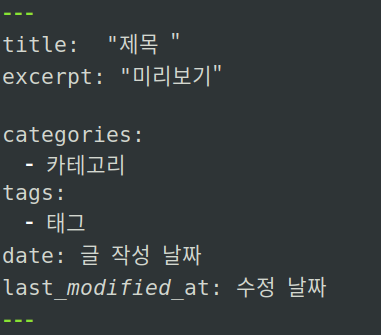 ---
title:  "제목 "
excerpt: "미리보기"

categories:
  - 카테고리
tags:
  - 태그
date: 글 작성 날짜
last_modified_at: 수정 날짜
---